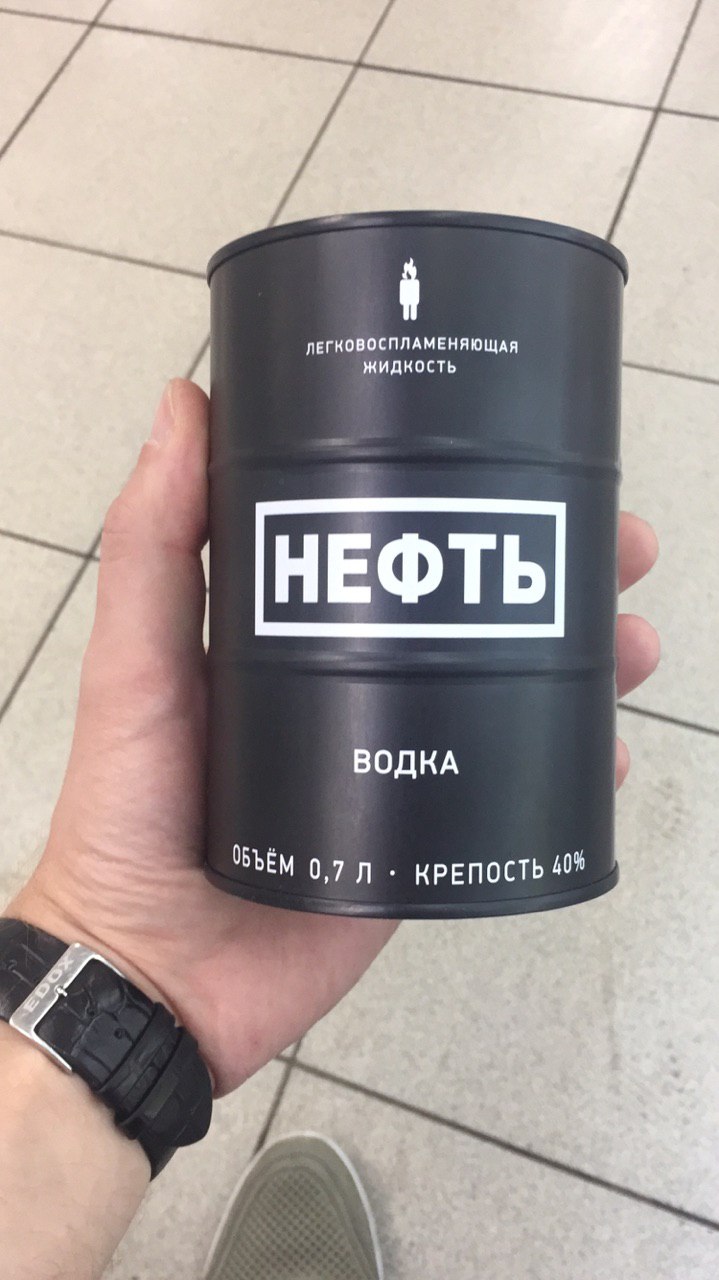 ЛЕГКОВОСПЛАМЕНЯЮЩАЯ
ЖИДКОСТЬ
НЕФТЬ
ВОДКА
ОБЪЁМ 0,7 Л · КРЕПОСТЬ 40%
EDOX